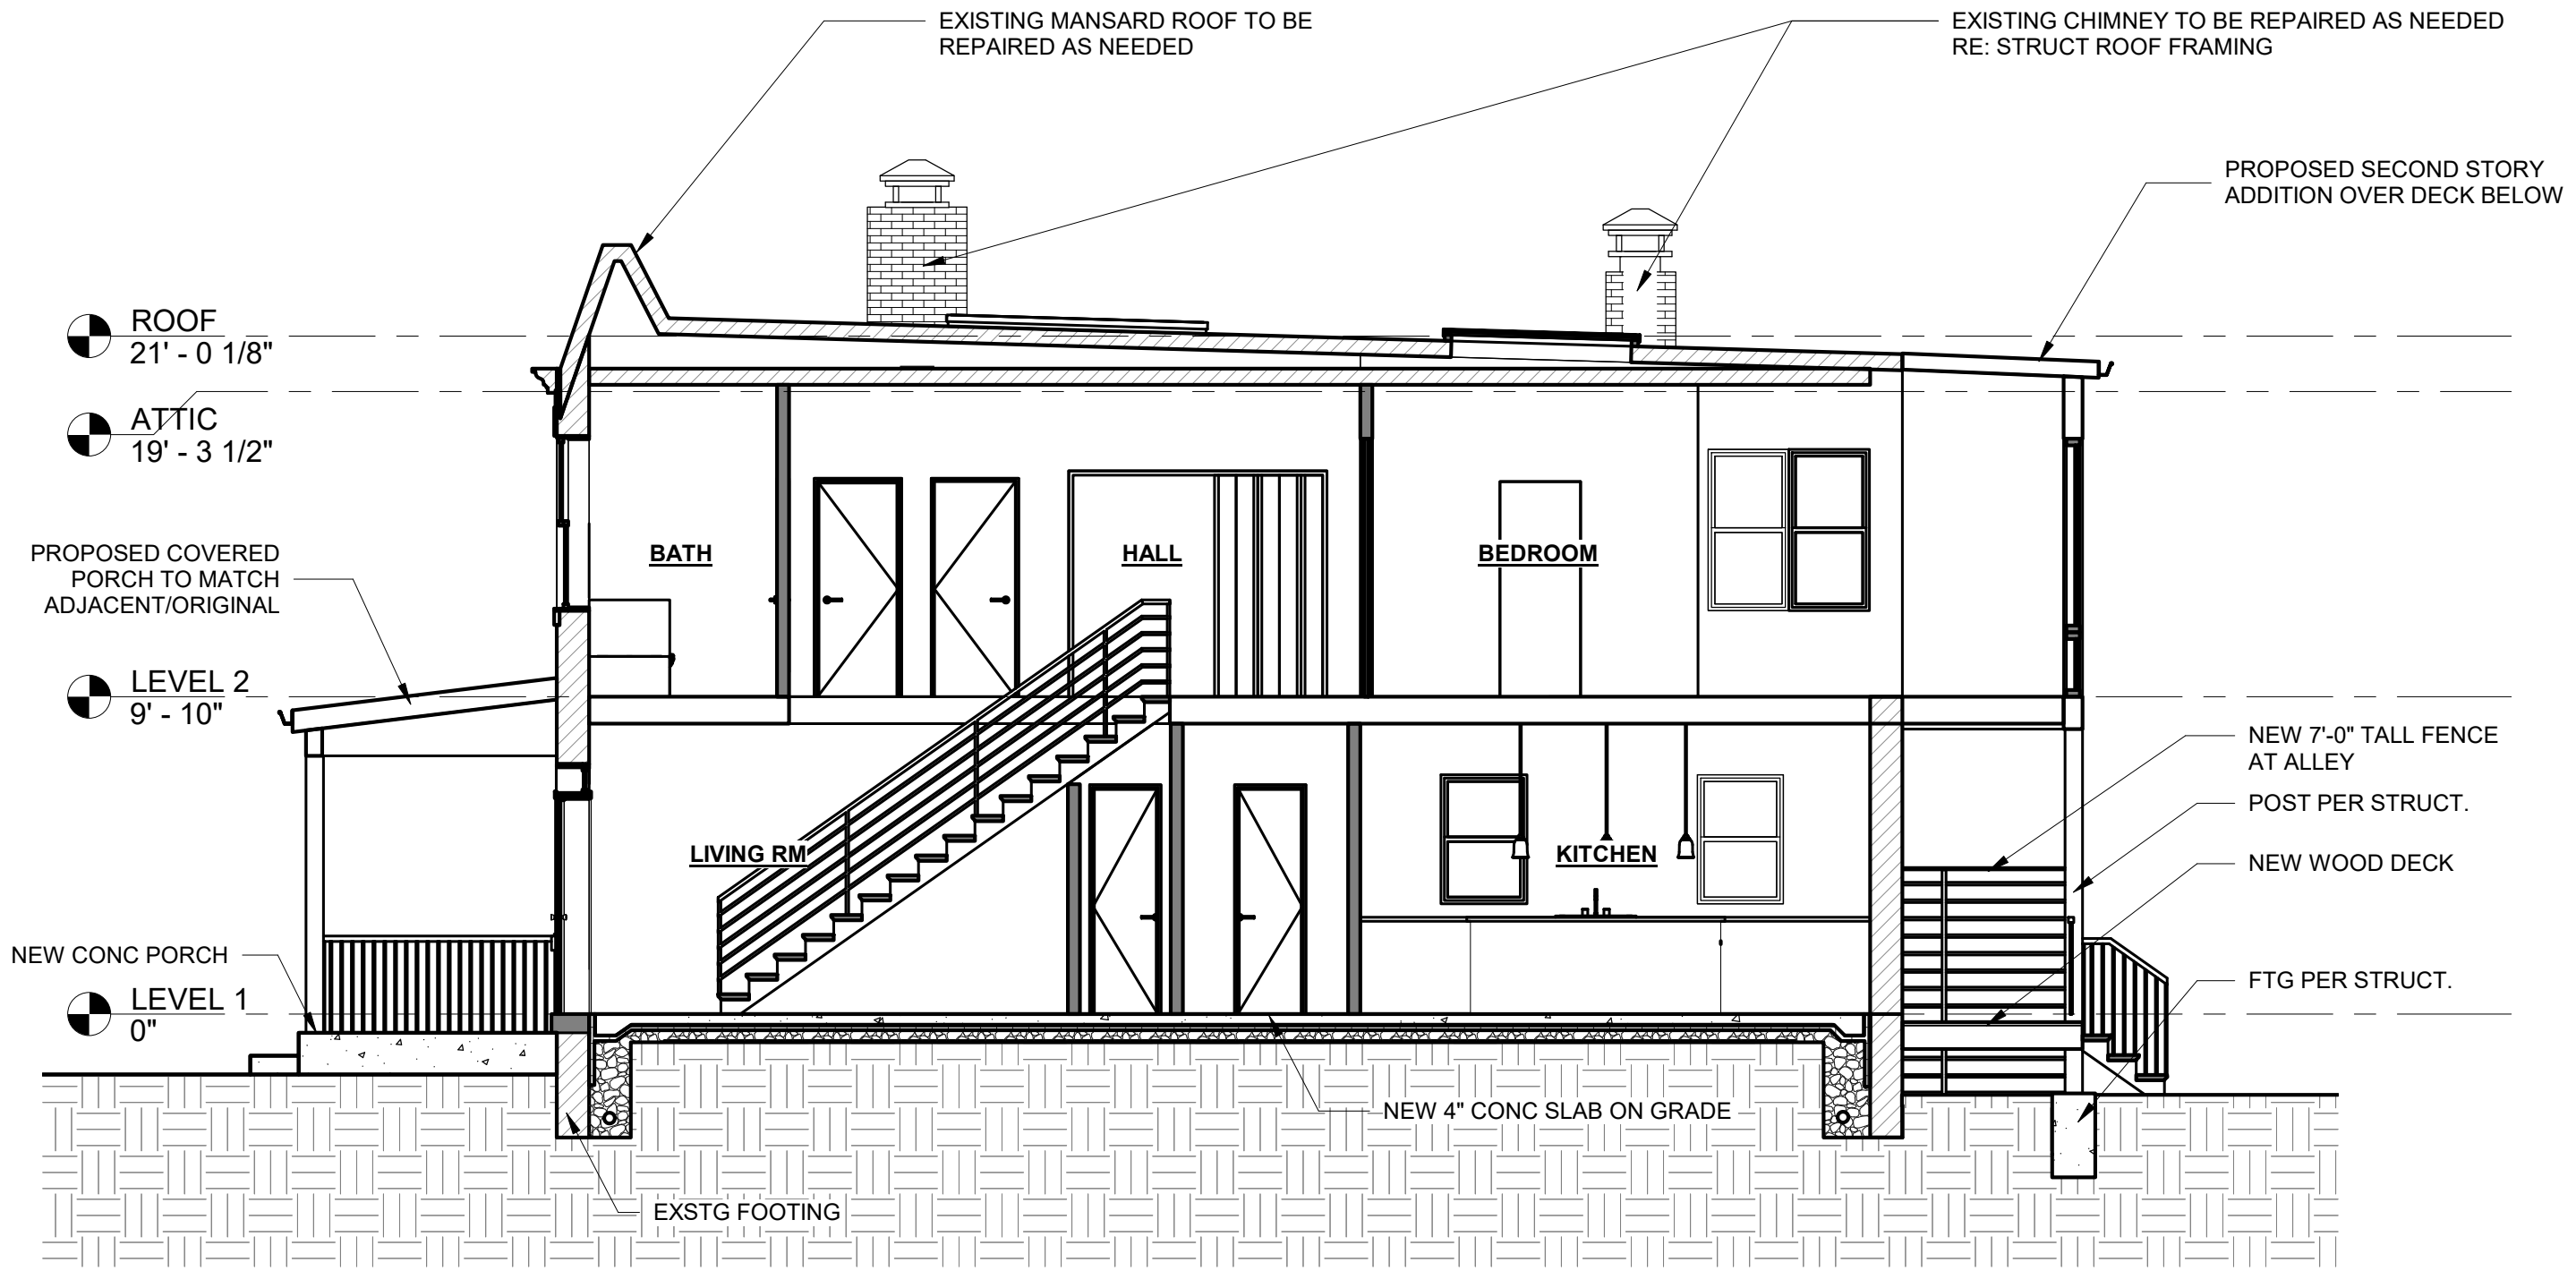 EXISTING MANSARD ROOF TO BE
REPAIRED AS NEEDED
EXISTING CHIMNEY TO BE REPAIRED AS NEEDED
RE: STRUCT ROOF FRAMING
PROPOSED SECOND STORY
ADDITION OVER DECK BELOW
ROOF
21' - 0 1/8"
ATTIC
19' - 3 1/2"
PROPOSED COVERED
PORCH TO MATCH
ADJACENT/ORIGINAL
BATH
HALL
BEDROOM
LEVEL 2
9' - 10"
NEW 7'-0" TALL FENCE
AT ALLEY
POST PER STRUCT.
LIVING RM
KITCHEN
NEW WOOD DECK
NEW CONC PORCH
FTG PER STRUCT.
LEVEL 1
0"
NEW 4" CONC SLAB ON GRADE
EXSTG FOOTING